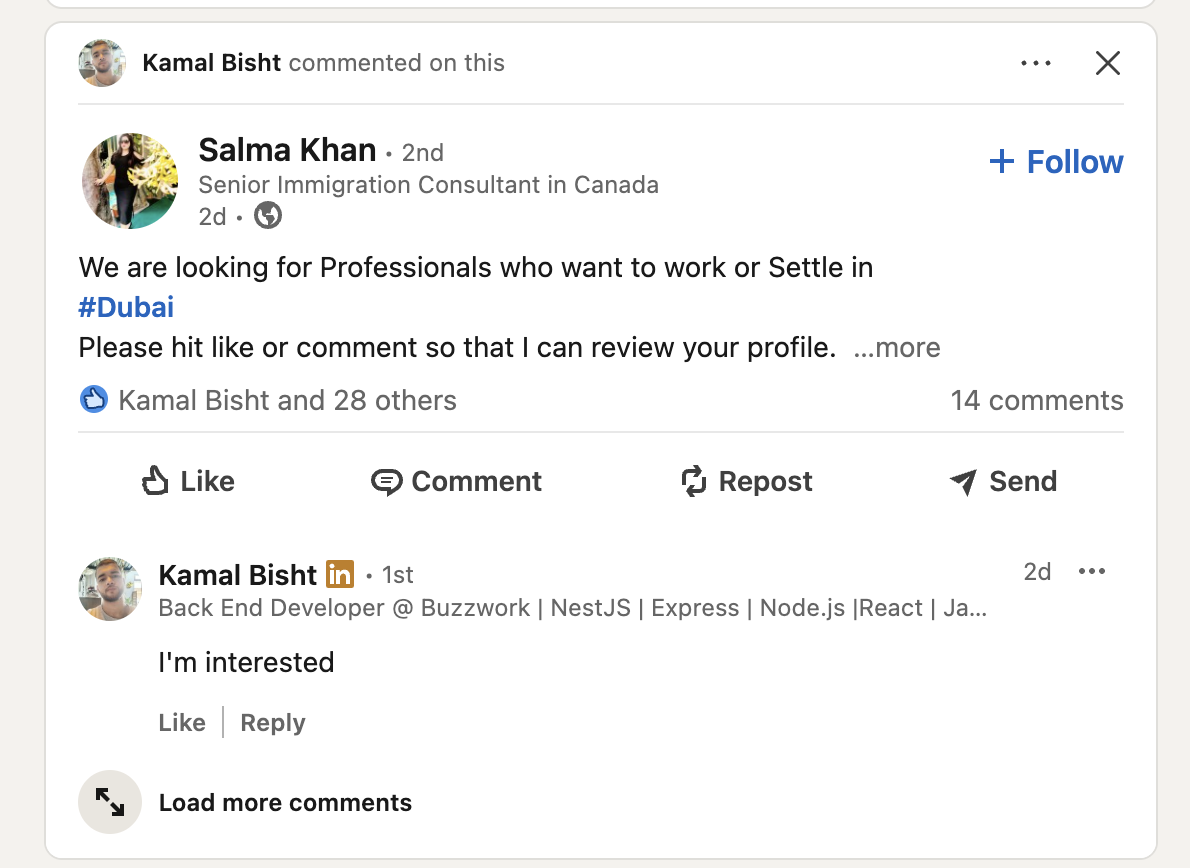 Kamal Bisht commented on this
Salma Khan • 2nd
+ Follow
Senior Immigration Consultant in Canada
2d •
We are looking for Professionals who want to work or Settle in
#Dubai
Please hit like or comment so that I can review your profile. ...more
Kamal Bisht and 28 others
14 comments
Like
Comment
Repost
Send
Kamal Bisht in • 1st
2d
Back End Developer @ Buzzwork | NestJS | Express | Node.js |React | Ja...
I'm interested
Like
Reply
Load more comments